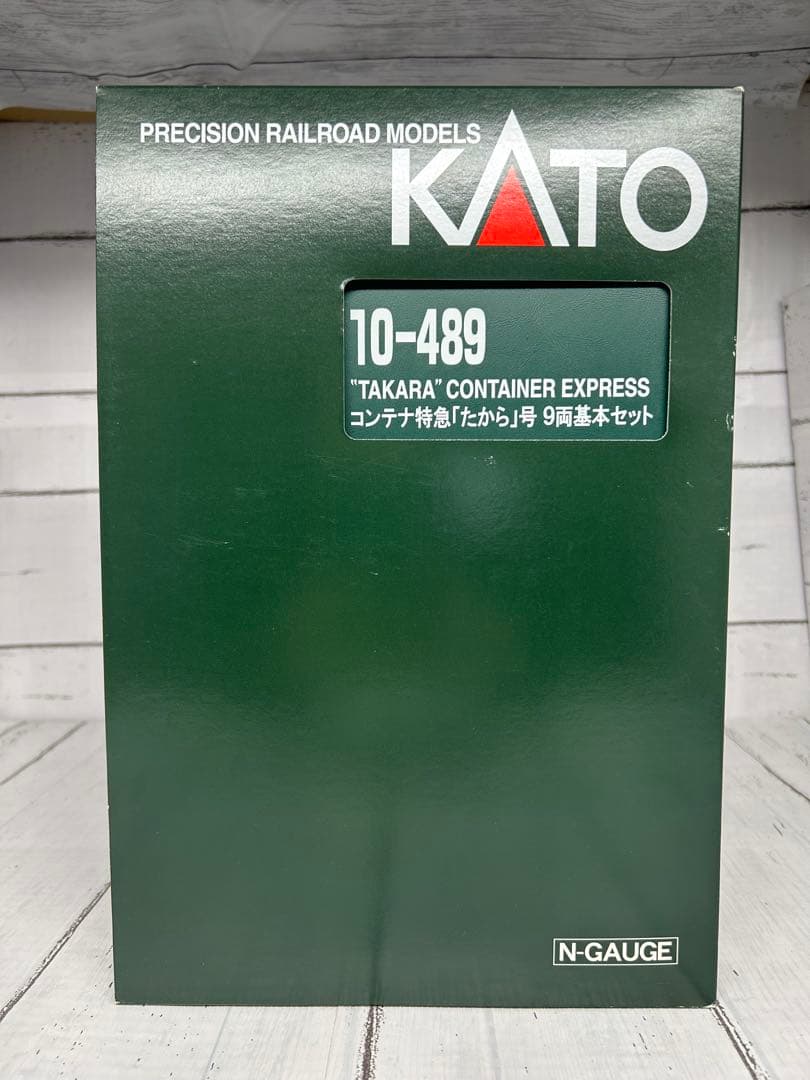 PRECISION RAILROAD MODELS
KATO
10-489
"TAKARA" CONTAINER EXPRESS
コンテナ特急「たから」号 9両基本セット
N-GAUGE